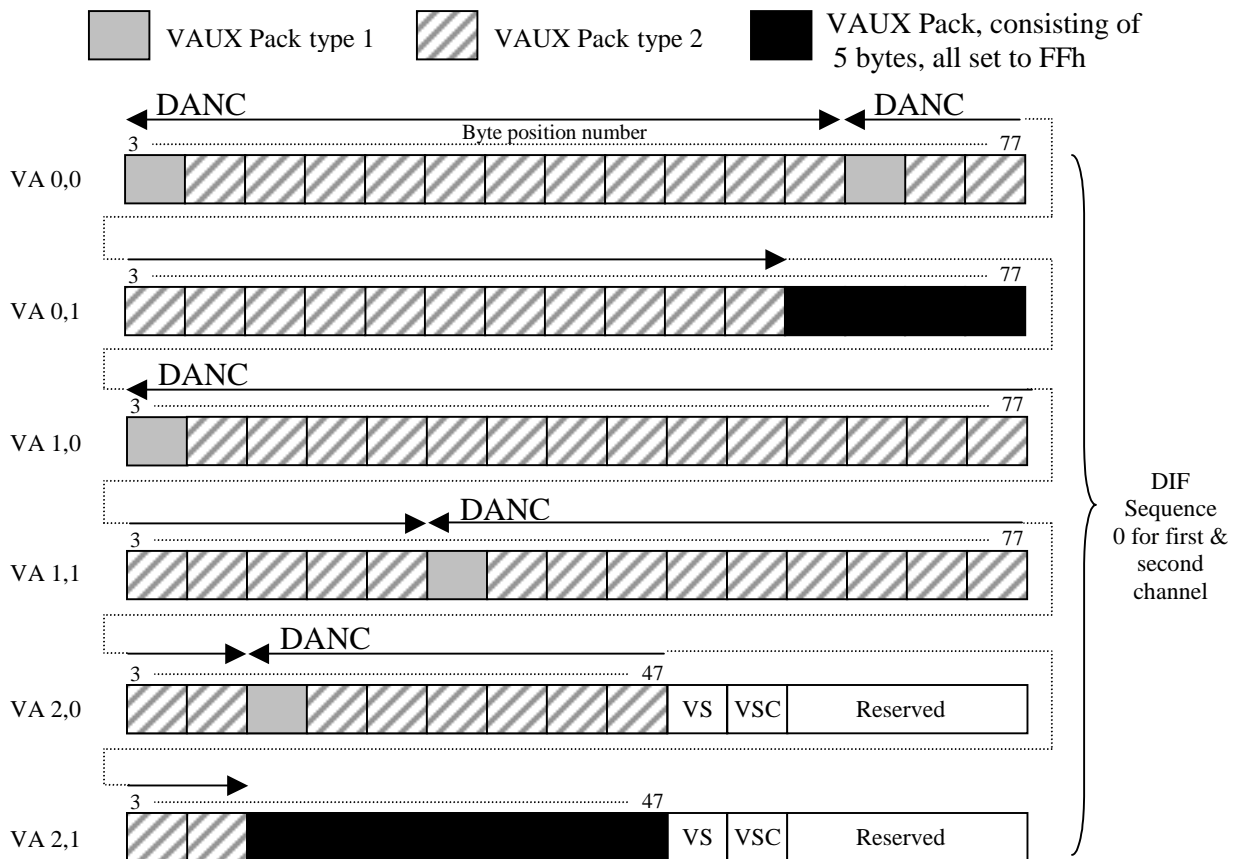 VAUX Pack type 1
VAUX Pack type 2
VAUX Pack, consisting of
5 bytes, all set to FFh
DANC
DANC
Byte position number
3
77
VA 0,0
3
77
VA 0,1
DANC
3
77
VA 1,0
DANC
3
77
VA 1,1
DANC
3
47
VA 2,0
VS
VSC
Reserved
3
47
VA 2,1
VS
VSC
Reserved
DIF
Sequence
0 for first &
second
channel